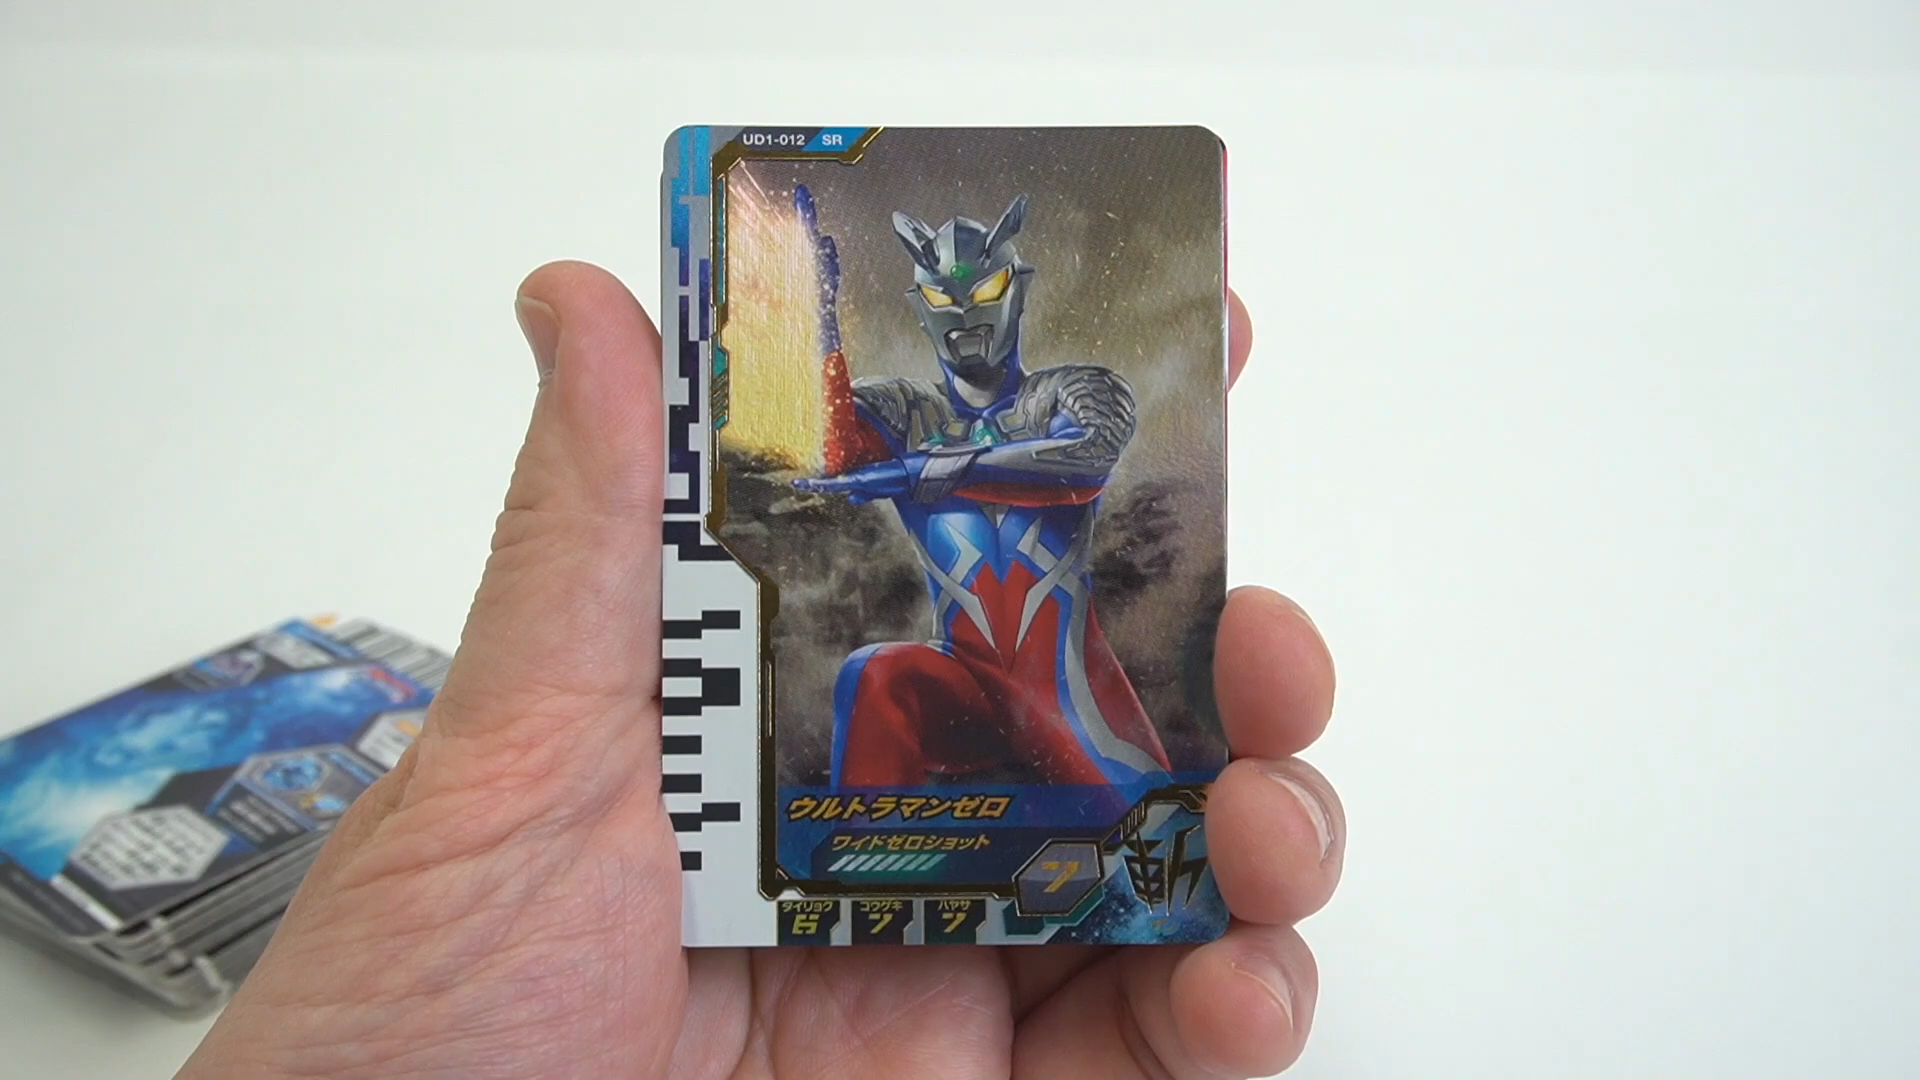 UD1-012 SR
ウルトラマンゼロ
ワイドゼロショット
7
斬
タイリョク コウゲキ ハヤサ
6 7 7